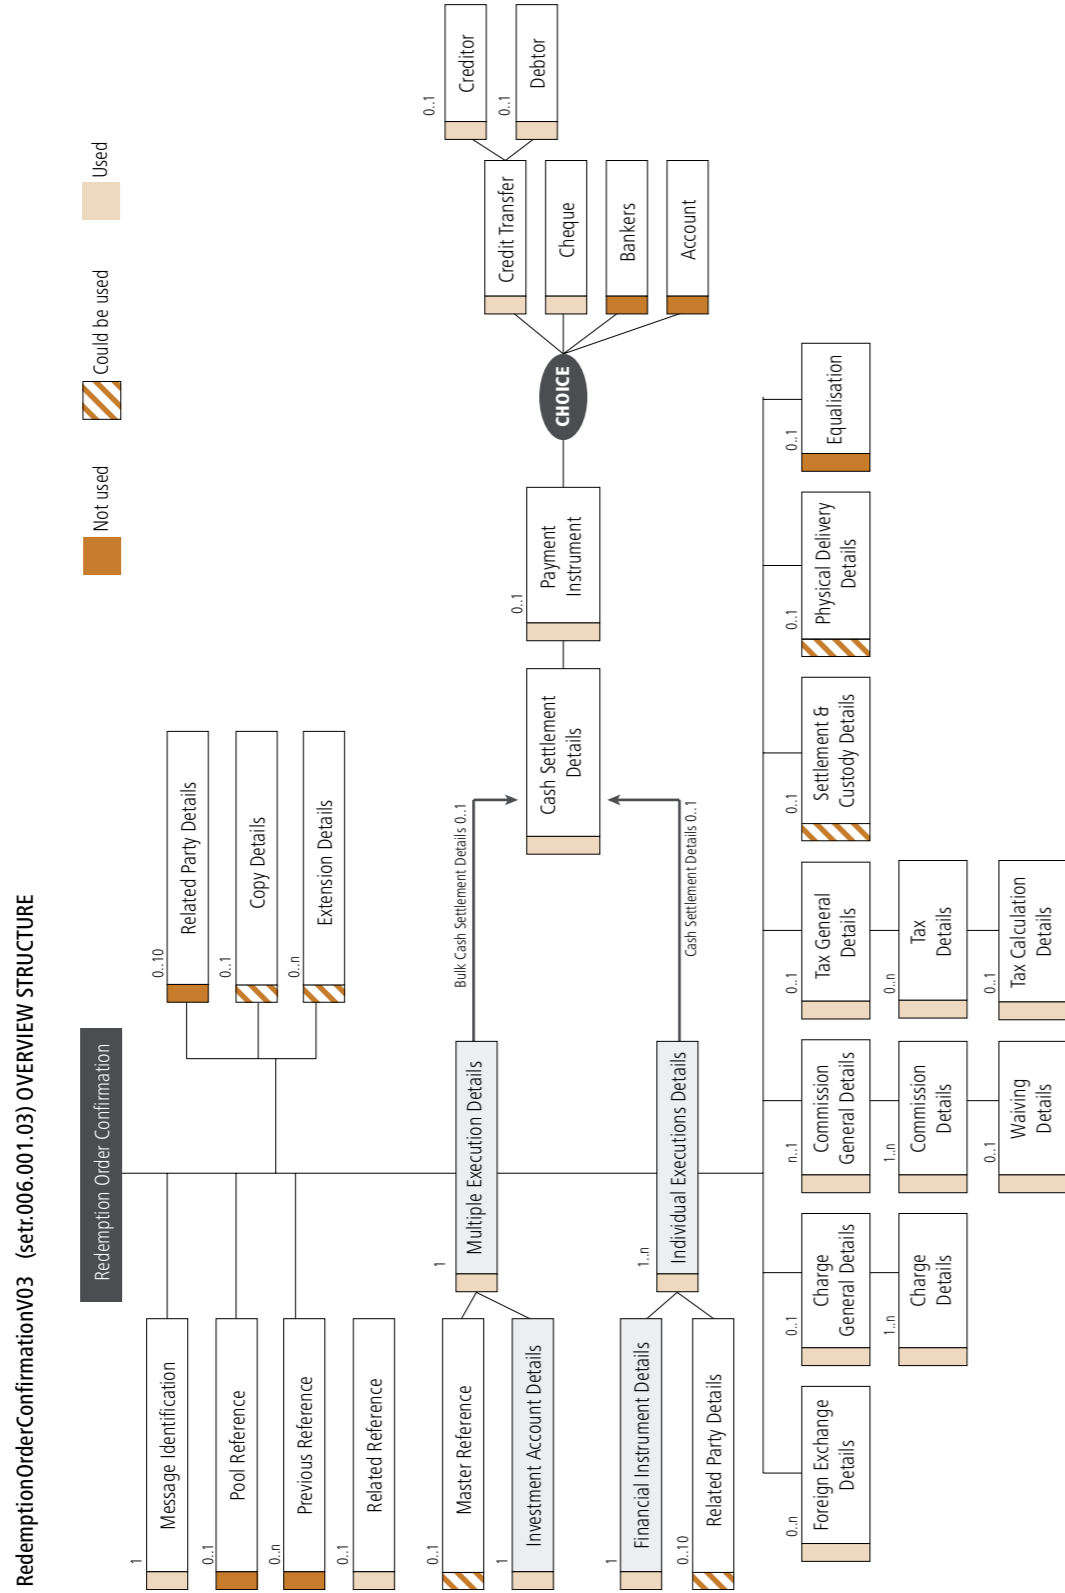 RedemptionOrderConfirmationV03 (setr.006.001.03) OVERVIEW STRUCTURE
Not used
Could be used
Used
Redemption Order Confirmation
1
Message Identification
0..1
Pool Reference
0..n
Previous Reference
0..1
Related Reference
0..10
Related Party Details
0..1
Copy Details
0..n
Extension Details
1
Multiple Execution Details
0..1
Master Reference
1
Investment Account Details
Bulk Cash Settlement Details 0..1
1..n
Individual Executions Details
1
Financial Instrument Details
0..10
Related Party Details
Cash Settlement Details 0..1
Cash Settlement
Details
0..1
Payment
Instrument
CHOICE
Credit Transfer
Cheque
Bankers
Account
0..1
Creditor
0..1
Debtor
0..n
Foreign Exchange
Details
0..1
Charge
General Details
1..n
Charge
Details
n..1
Commission
General Details
1..n
Commission
Details
0..1
Waiving
Details
0..1
Tax General
Details
0..n
Tax
Details
0..1
Tax Calculation
Details
0..1
Settlement &
Custody Details
0..1
Physical Delivery
Details
0..1
Equalisation